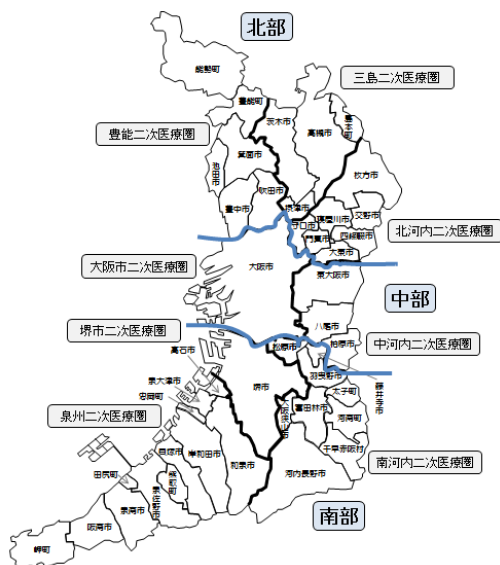 北部
能勢町
三島二次医療圏
豊能町
茨木市
高槻市
島本町
豊能二次医療圏
箕面市
池田市
枚方市
吹田市
豊中市
摂津市
寝屋川市
交野市
守口市
門真市
四條畷市
北河内二次医療圏
大東市
大阪市二次医療圏
大阪市
東大阪市
中部
堺市二次医療圏
八尾市
松原市
柏原市
中河内二次医療圏
高石市
羽曳野市
藤井寺市
泉大津市
太子町
忠岡町
堺市
大阪狭山市
富田林市
河南町
泉州二次医療圏
千早赤阪村
貝塚市
岸和田市
和泉市
河内長野市
南河内二次医療圏
田尻町
熊取町
泉佐野市
泉南市
阪南市
岬町
南部